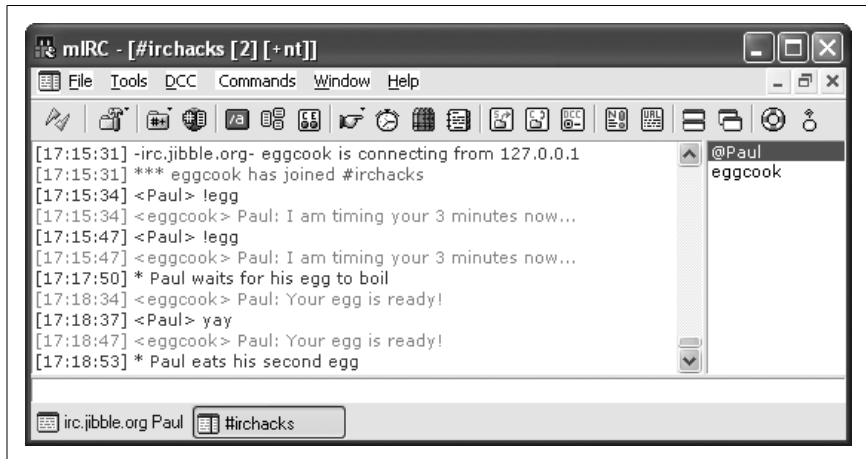 mIRC - [#irchacks [2] [+nt]]
File Tools DCC Commands Window Help
[17:15:31] -irc.jibble.org- eggcook is connecting from 127.0.0.1
[17:15:31] *** eggcook has joined #irchacks
[17:15:34] <Paul> !egg
[17:15:34] <eggcook> Paul: I am timing your 3 minutes now...
[17:15:47] <Paul> !egg
[17:15:47] <eggcook> Paul: I am timing your 3 minutes now...
[17:17:50] * Paul waits for his egg to boil
[17:18:34] <eggcook> Paul: Your egg is ready!
[17:18:37] <Paul> yay
[17:18:47] <eggcook> Paul: Your egg is ready!
[17:18:53] * Paul eats his second egg
@Paul
eggcook
irc.jibble.org Paul
#irchacks